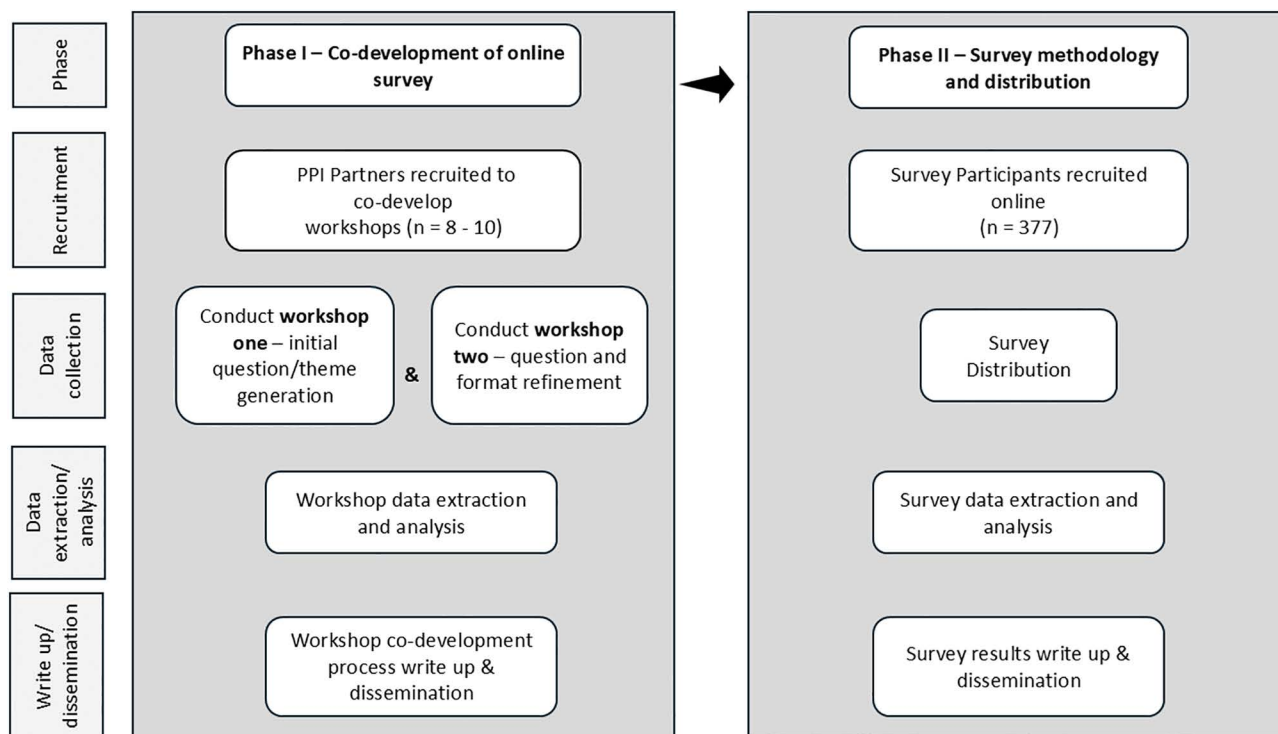 Phase
Phase I – Co-development of online
survey
Phase II – Survey methodology
and distribution
Recruitment
PPI Partners recruited to
co-develop
workshops (n = 8 - 10)
Survey Participants recruited
online
(n = 377)
Data
collection
Conduct workshop
one – initial
question/theme
generation
&
Conduct workshop
two – question and
format refinement
Survey
Distribution
Data
extraction/
analysis
Workshop data extraction
and analysis
Survey data extraction and
analysis
Write up/
dissemination
Workshop co-development
process write up &
dissemination
Survey results write up &
dissemination